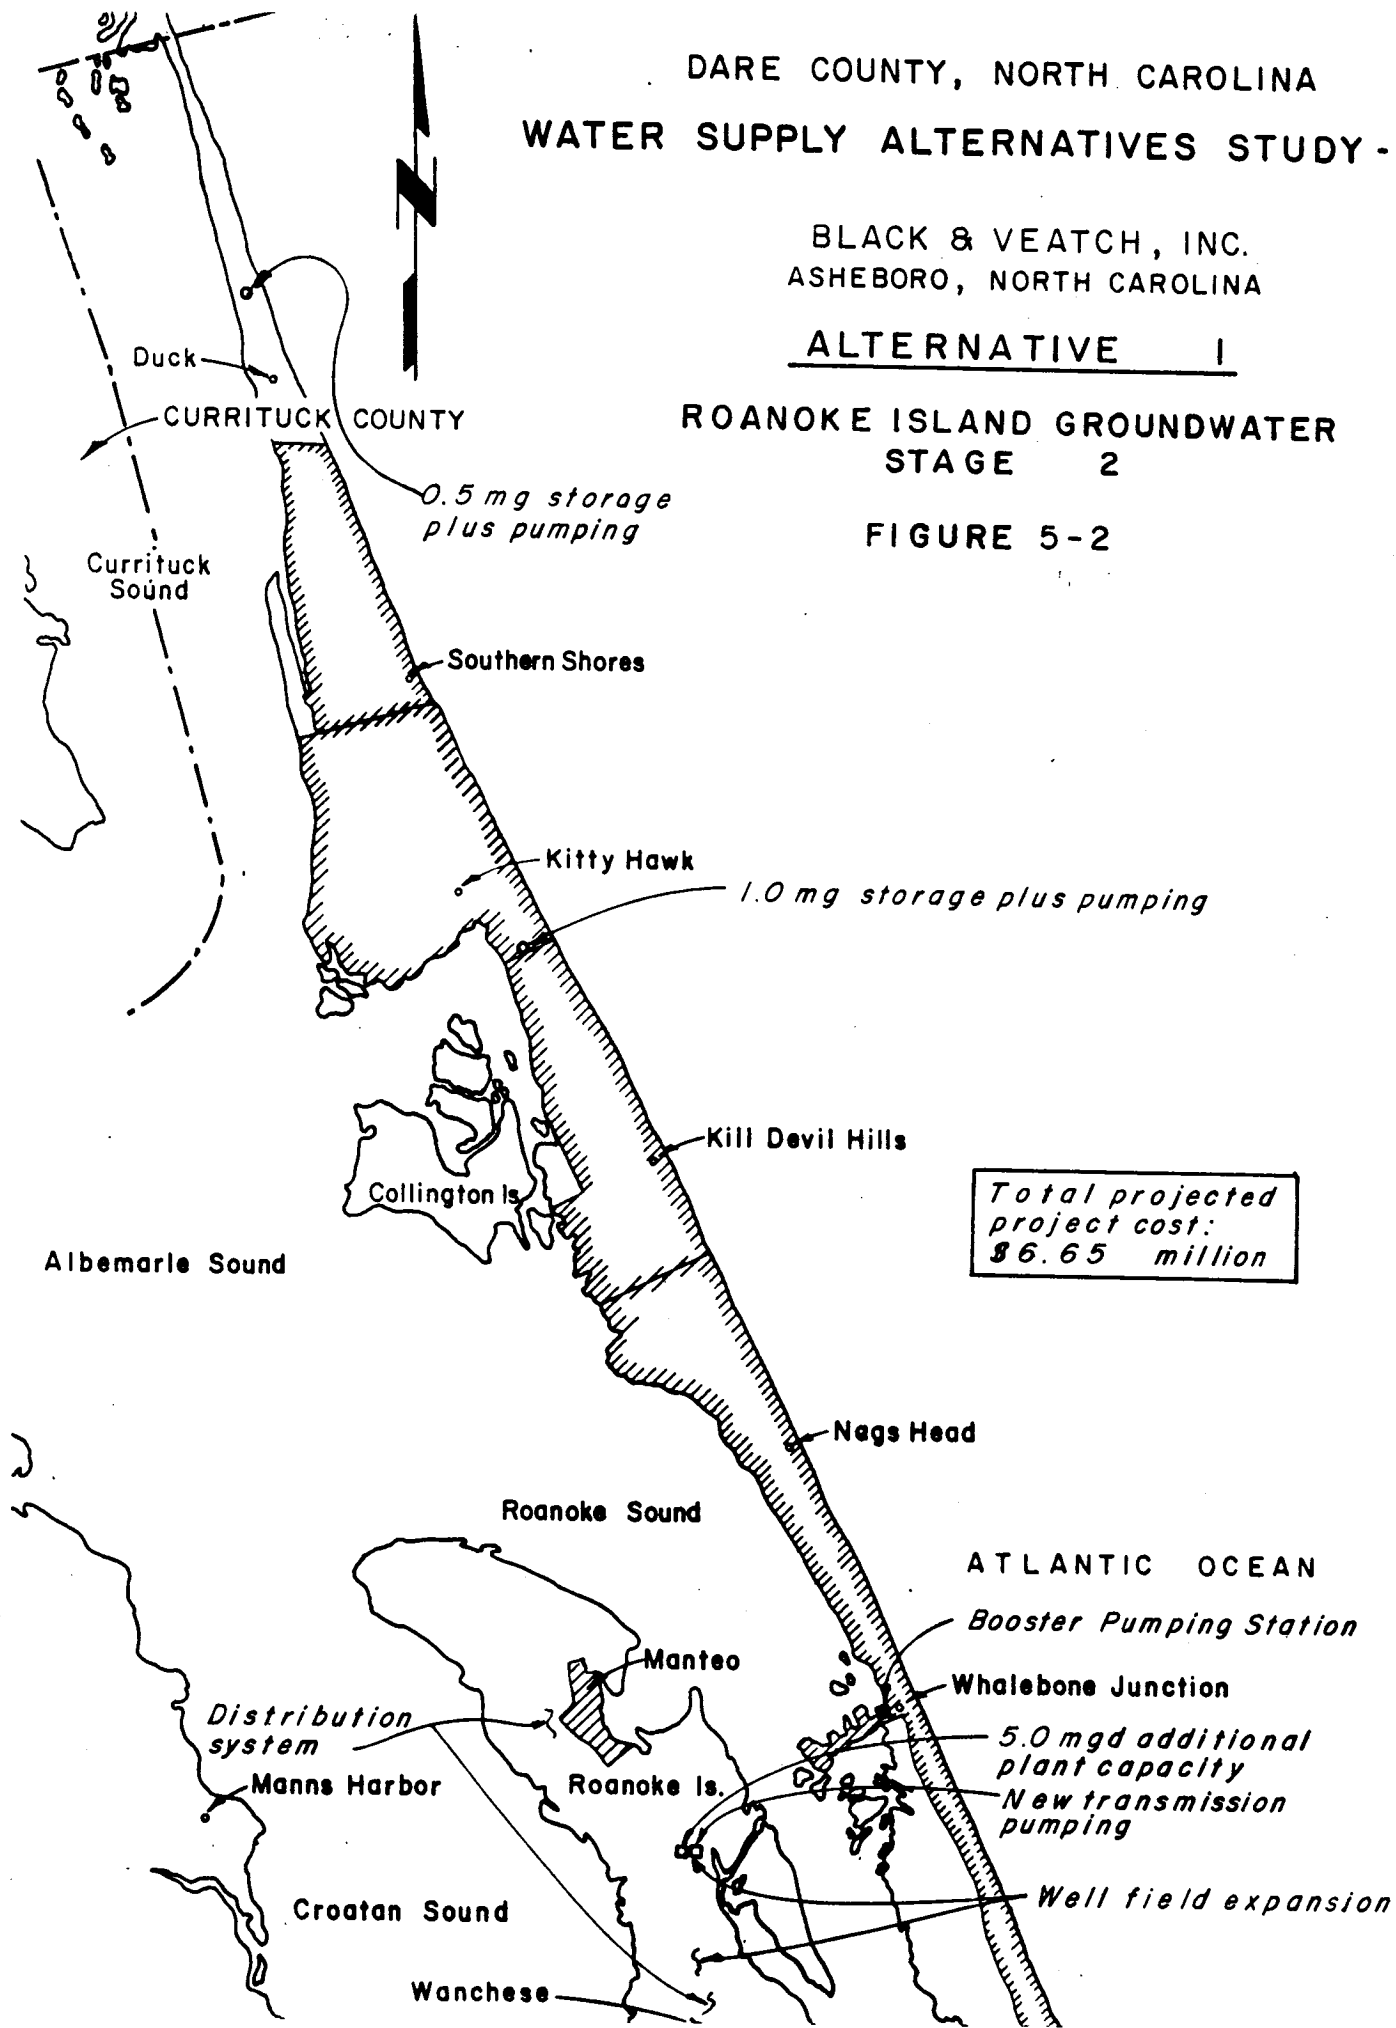 DARE COUNTY, NORTH CAROLINA
WATER SUPPLY ALTERNATIVES STUDY -
BLACK & VEATCH, INC.
ASHEBORO, NORTH CAROLINA
ALTERNATIVE 1
ROANOKE ISLAND GROUNDWATER
STAGE 2
FIGURE 5-2
N
Duck
CURRITUCK COUNTY
0.5 mg storage
plus pumping
Currituck
Sound
Southern Shores
Kitty Hawk
1.0 mg storage plus pumping
Kill Devil Hills
Collington Is.
Total projected
project cost:
$6.65 million
Albemarle Sound
Nags Head
Roanoke Sound
ATLANTIC OCEAN
Booster Pumping Station
Manteo
Whalebone Junction
Distribution
system
5.0 mgd additional
plant capacity
Manns Harbor
Roanoke Is.
New transmission
pumping
Well field expansion
Croatan Sound
Wanchese